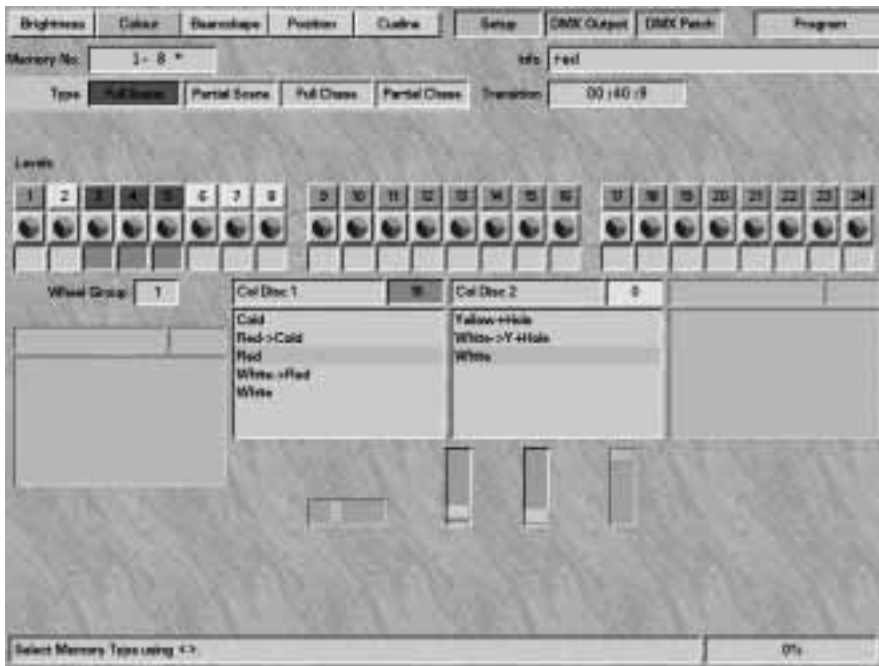 Brightness Colour Beamshape Position Custom Setup DMX Output DMX Patch Program
Memory No. 1- 8 * Info red
Type Full Scene Partial Scene Full Chase Partial Chase Transition 00:40:9
Levels
1 2 3 4 5 6 7 8 9 10 11 12 13 14 15 16 17 18 19 20 21 22 23 24
Wheel Group 1 Col Disc 1 Col Disc 2 0
Cold
Red->Cold
Red
White->Red
White
Yellow+Hole
White->Y+Hole
White
Select Memory Type using <>. 0%